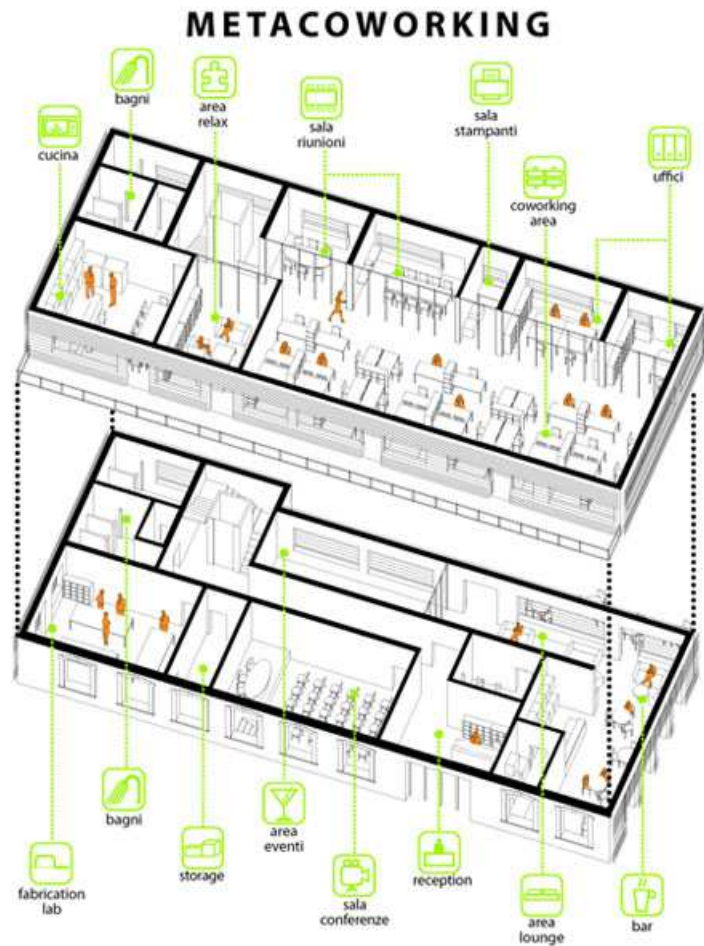 METACOWORKING
bagni
area
relax
sala
riunioni
sala
stampanti
cucina
coworking
area
uffici
bagni
area
eventi
storage
fabrication
lab
sala
conferenze
reception
area
lounge
bar